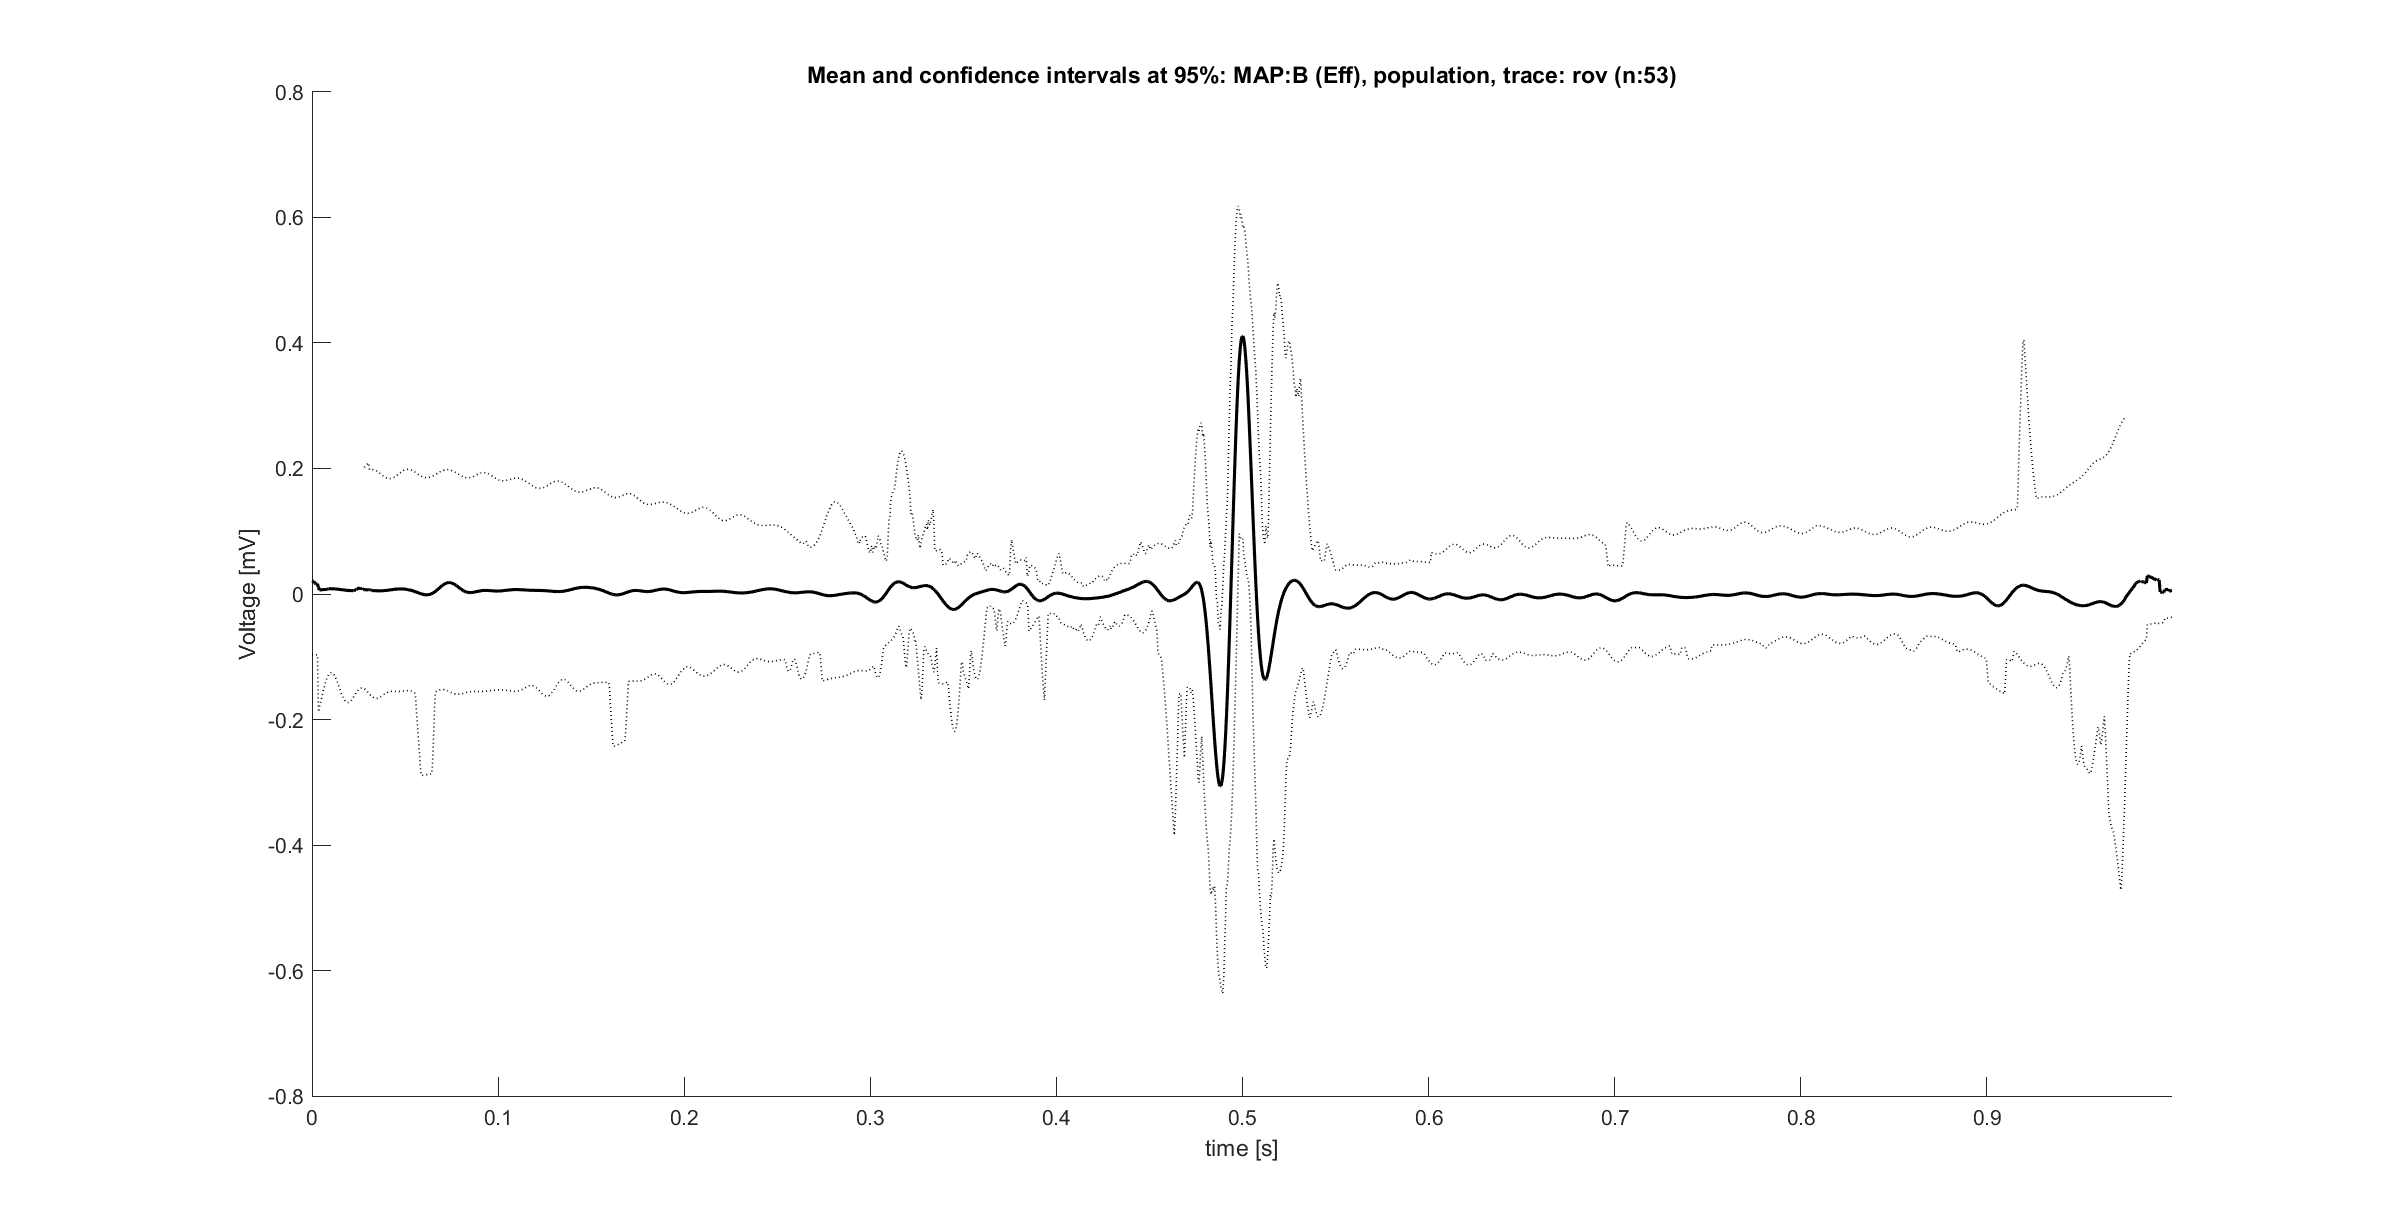 Mean and confidence intervals at 95%: MAP:B (Eff), population, trace: rov (n:53)
0.8
0.6
0.4
0.2
0
-0.2
-0.4
-0.6
-0.8
Voltage [mV]
0 0.1 0.2 0.3 0.4 0.5 0.6 0.7 0.8 0.9
time [s]